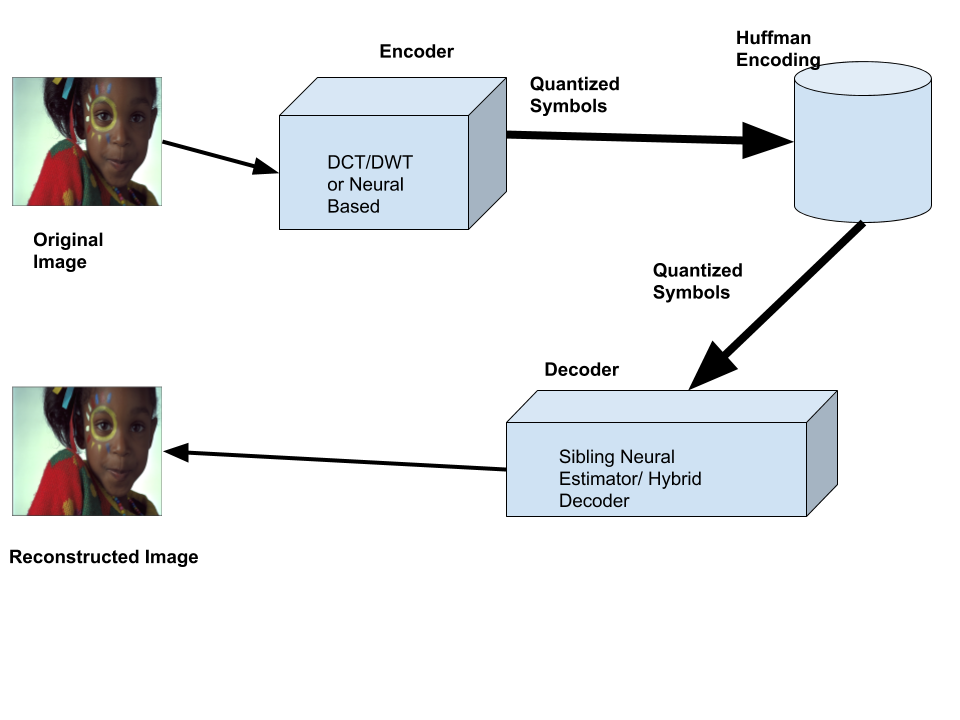 Huffman
Encoding
Encoder
Quantized
Symbols
DCT/DWT
or Neural
Based
Original
Image
Quantized
Symbols
Decoder
Sibling Neural
Estimator/ Hybrid
Decoder
Reconstructed Image